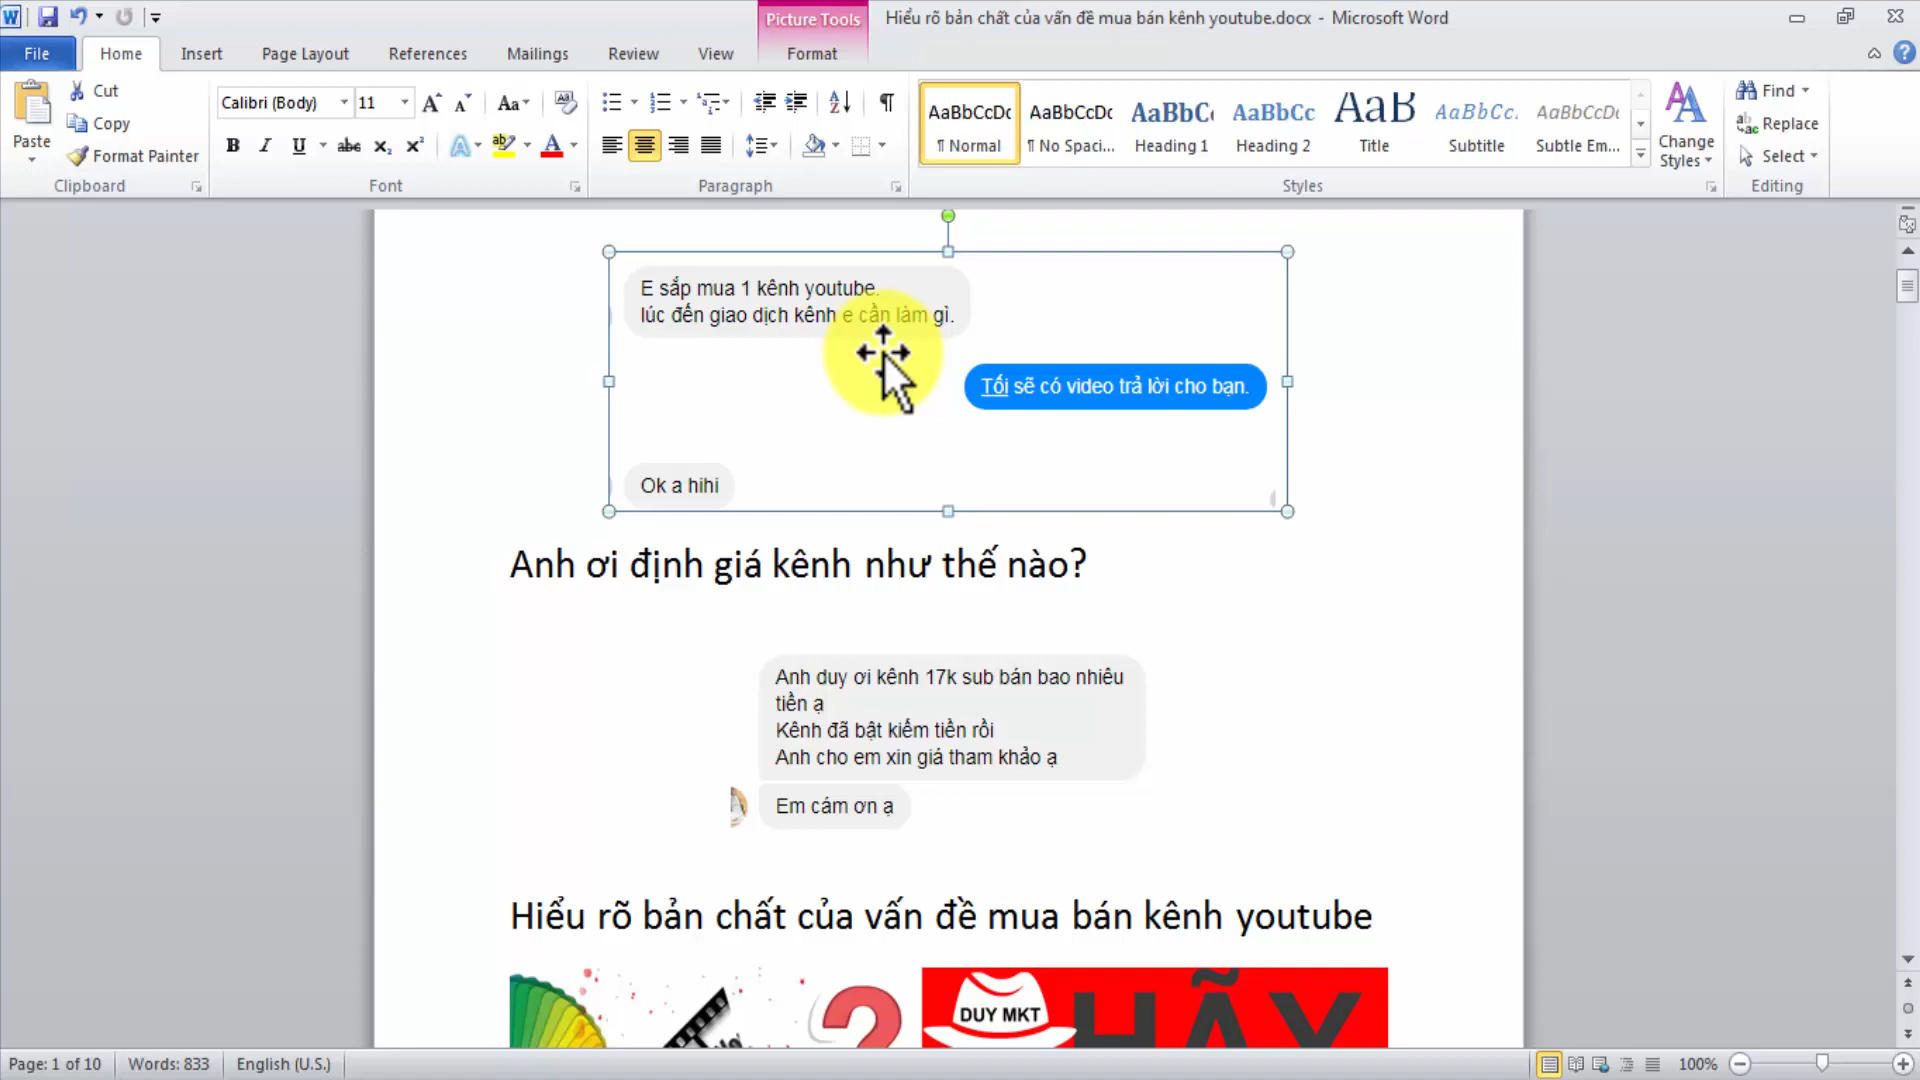 Picture Tools
Hiểu rõ bản chất của vấn đề mua bán kênh youtube.docx - Microsoft Word
File Home Insert Page Layout References Mailings Review View Format
Paste
Cut
Copy
Format Painter
Clipboard
Calibri (Body) 11
Font
Paragraph
AaBbCcDc AaBbCcDc AaBbC AaBbCc AaB AaBbCc. AaBbCcDc
¶ Normal ¶ No Spaci... Heading 1 Heading 2 Title Subtitle Subtle Em...
Styles
Change
Styles
Find
Replace
Select
Editing
E sắp mua 1 kênh youtube.
lúc đến giao dịch kênh e cần làm gì.
Tối sẽ có video trả lời cho bạn.
Ok a hihi
Anh ơi định giá kênh như thế nào?
Anh duy ơi kênh 17k sub bán bao nhiêu
tiền ạ
Kênh đã bật kiếm tiền rồi
Anh cho em xin giá tham khảo ạ
Em cám ơn ạ
Hiểu rõ bản chất của vấn đề mua bán kênh youtube
DUY MKT
HÃY
Page: 1 of 10 Words: 833 English (U.S.) 100%